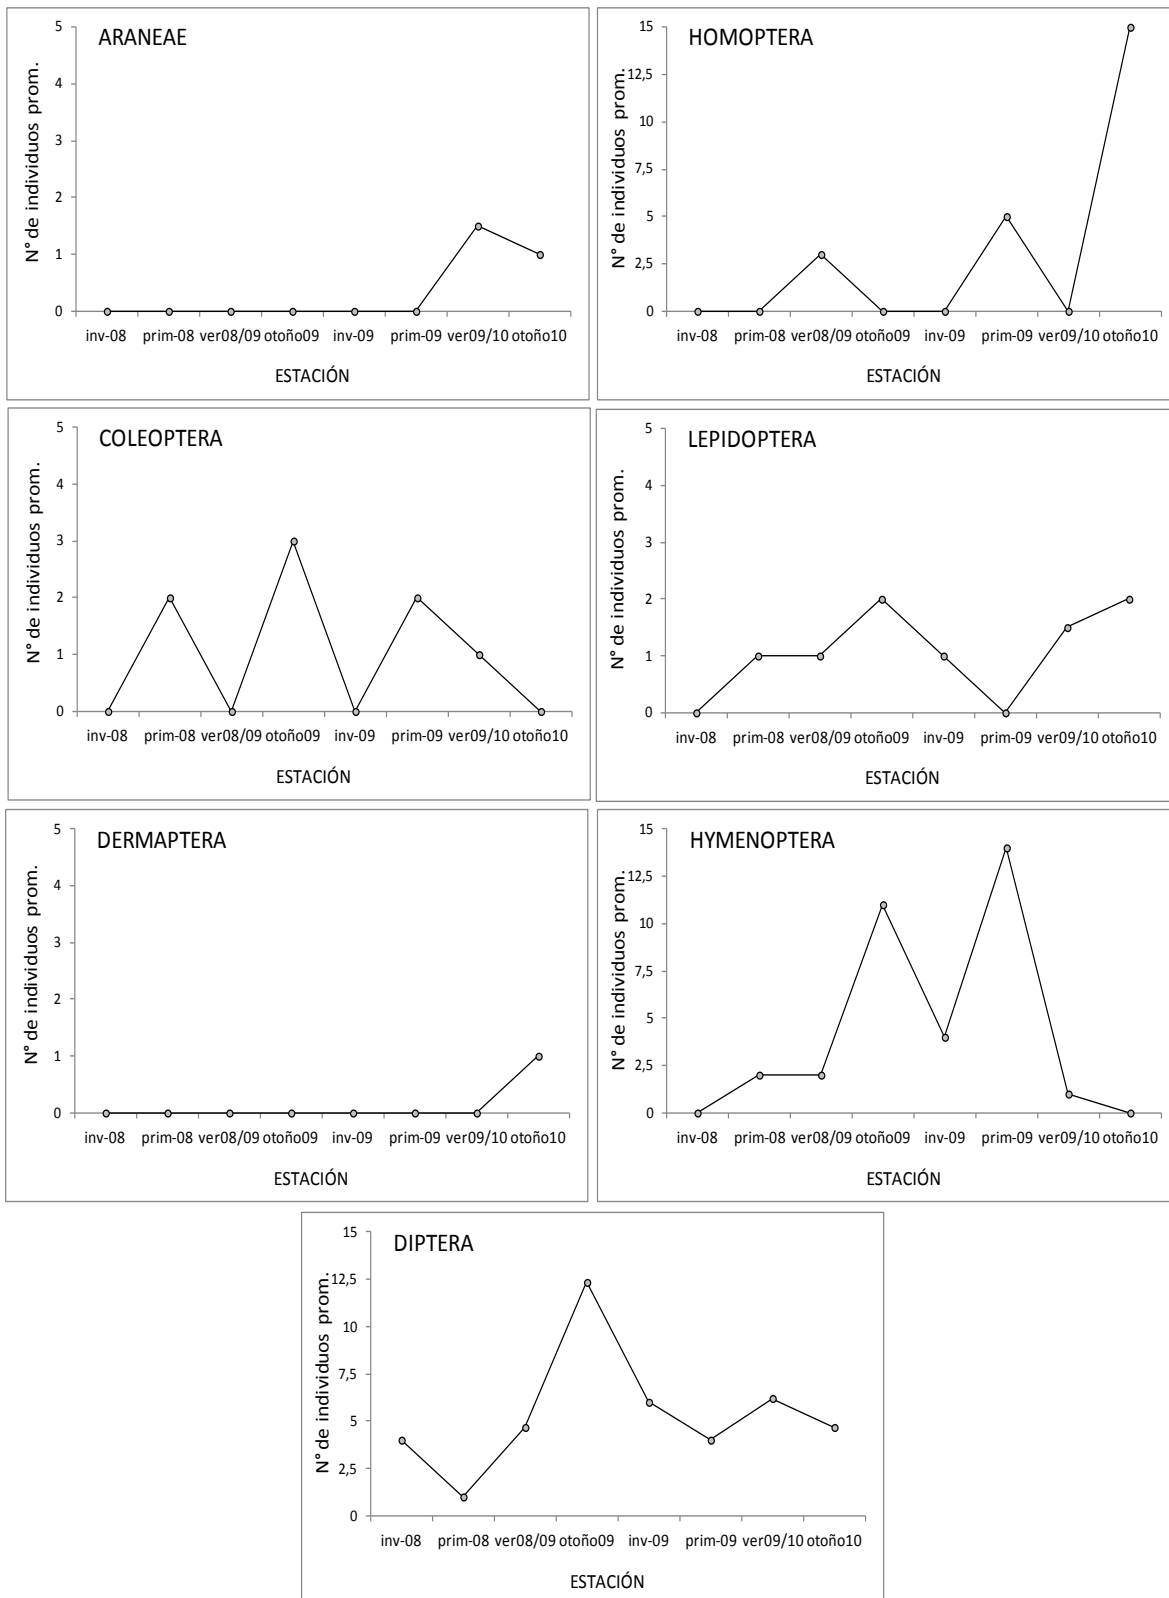 ARANEAE
N° de individuos prom.
5
4
3
2
1
0
inv-08 prim-08 ver08/09 otoño09 inv-09 prim-09 ver09/10 otoño10
ESTACIÓN
HOMOPTERA
N° de individuos prom.
15
12,5
10
7,5
5
2,5
0
inv-08 prim-08 ver08/09 otoño09 inv-09 prim-09 ver09/10 otoño10
ESTACIÓN
COLEOPTERA
N° de individuos prom.
5
4
3
2
1
0
inv-08 prim-08 ver08/09 otoño09 inv-09 prim-09 ver09/10 otoño10
ESTACIÓN
LEPIDOPTERA
N° de individuos prom.
5
4
3
2
1
0
inv-08 prim-08 ver08/09 otoño09 inv-09 prim-09 ver09/10 otoño10
ESTACIÓN
DERMAPTERA
N° de individuos prom.
5
4
3
2
1
0
inv-08 prim-08 ver08/09 otoño09 inv-09 prim-09 ver09/10 otoño10
ESTACIÓN
HYMENOPTERA
N° de individuos prom.
15
12,5
10
7,5
5
2,5
0
inv-08 prim-08 ver08/09 otoño09 inv-09 prim-09 ver09/10 otoño10
ESTACIÓN
DIPTERA
N° de individuos prom.
15
12,5
10
7,5
5
2,5
0
inv-08 prim-08 ver08/09 otoño09 inv-09 prim-09 ver09/10 otoño10
ESTACIÓN